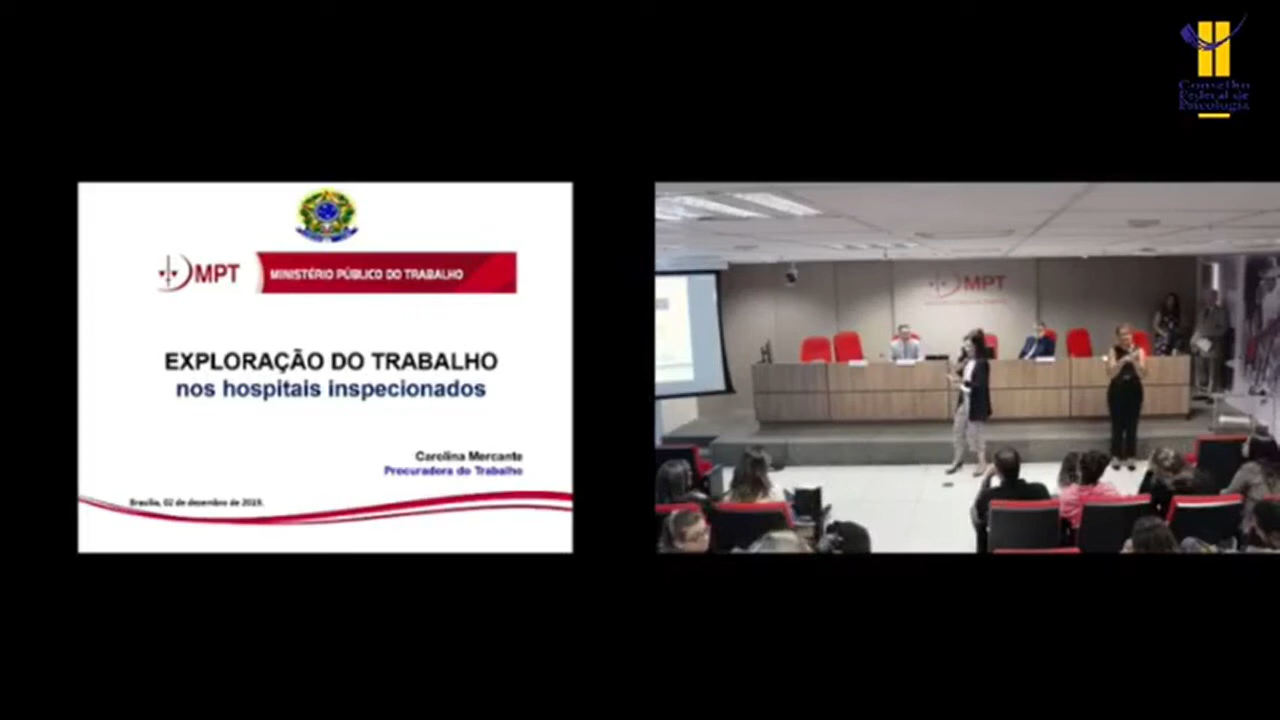 Conselho
Federal de
Psicologia
MPT
MINISTÉRIO PÚBLICO DO TRABALHO
EXPLORAÇÃO DO TRABALHO
nos hospitais inspecionados
Carolina Mercante
Procuradora do Trabalho
Brasília, 02 de dezembro de 2019.
MPT